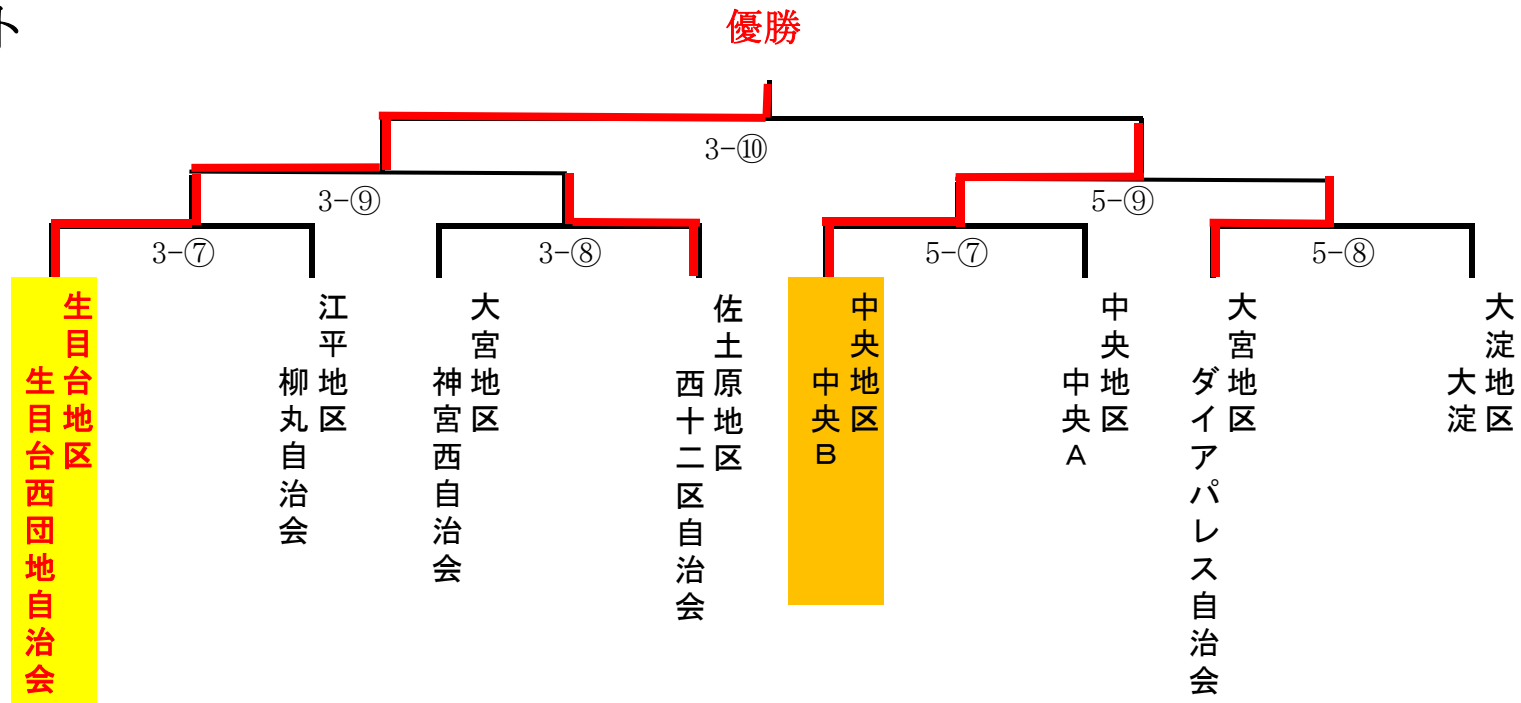 ト
優勝
3-⑩
3-⑨
5-⑨
3-⑦
3-⑧
5-⑦
5-⑧
生目台地区
生目台西団地自治会
江平地区
柳丸自治会
大宮地区
神宮西自治会
佐土原地区
西十二区自治会
中央地区
中央B
中央地区
中央A
大宮地区
ダイアパレス自治会
大淀地区
大淀